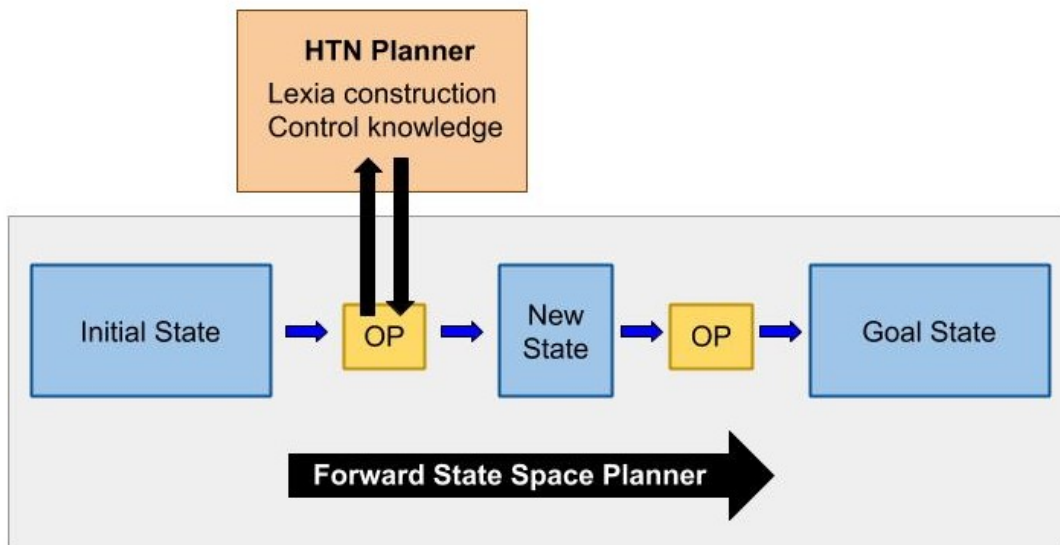 HTN Planner
Lexia construction
Control knowledge
Initial State
OP
New
State
OP
Goal State
Forward State Space Planner